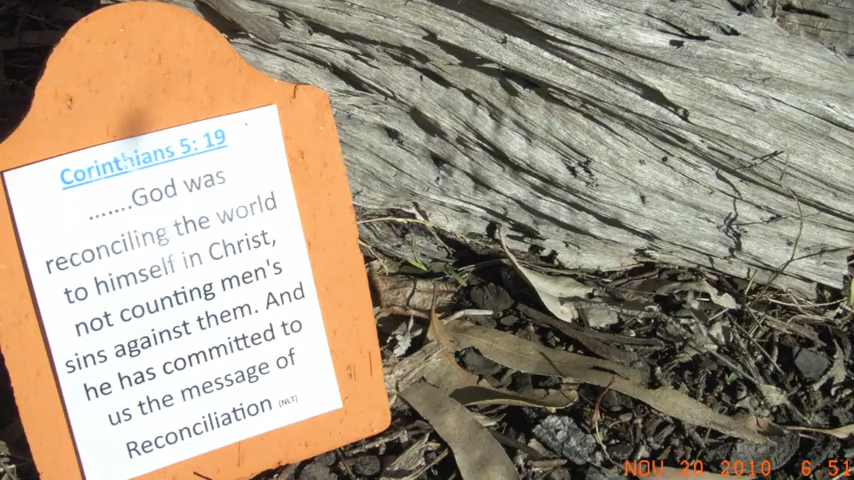 Corinthians 5: 19
.......God was
reconciling the world
to himself in Christ,
not counting men's
sins against them. And
he has committed to
us the message of
Reconciliation (NLT)
NOV 20 2010 6:51